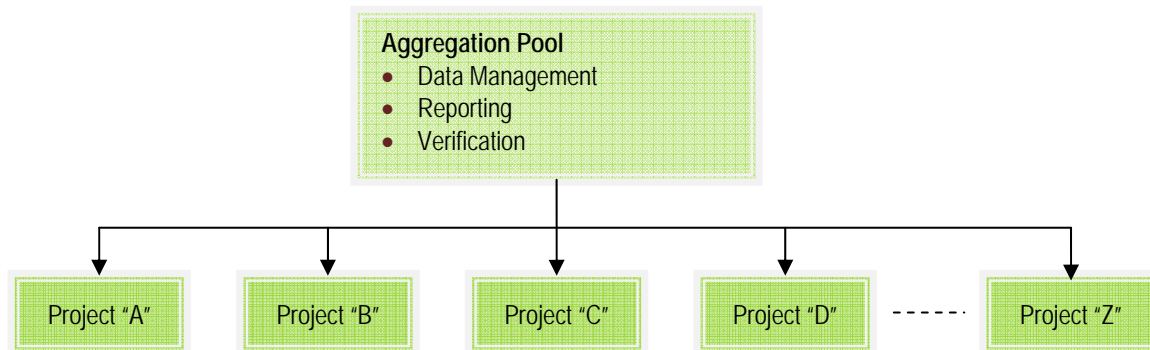 Aggregation Pool
• Data Management
• Reporting
• Verification
Project “A”
Project “B”
Project “C”
Project “D”
Project “Z”